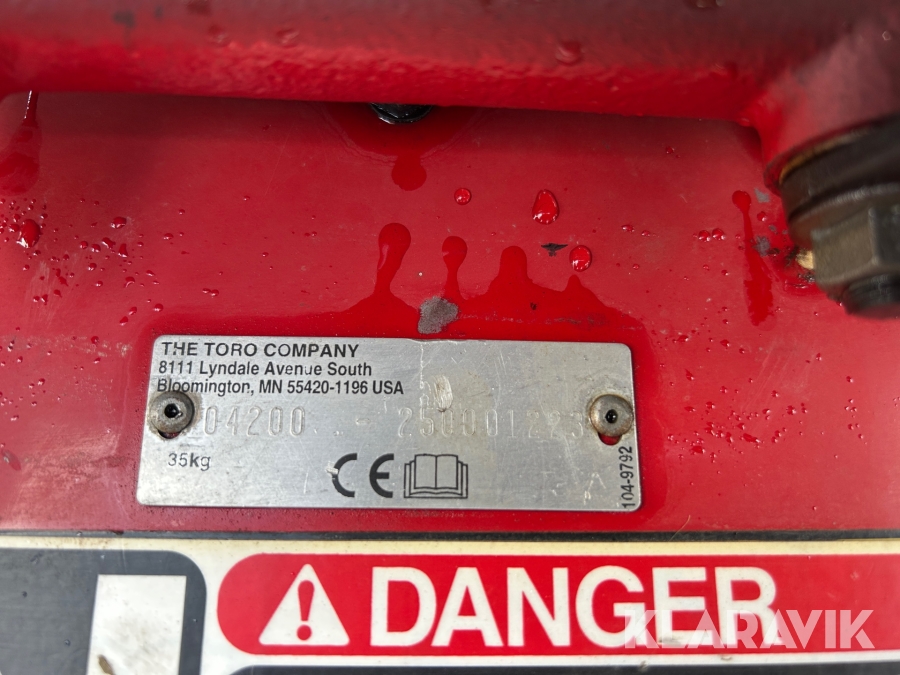 THE TORO COMPANY
8111 Lyndale Avenue South
Bloomington, MN 55420-1196 USA
04200 - 250001223
35kg
CE
104-9792
DANGER
KLARAVIK